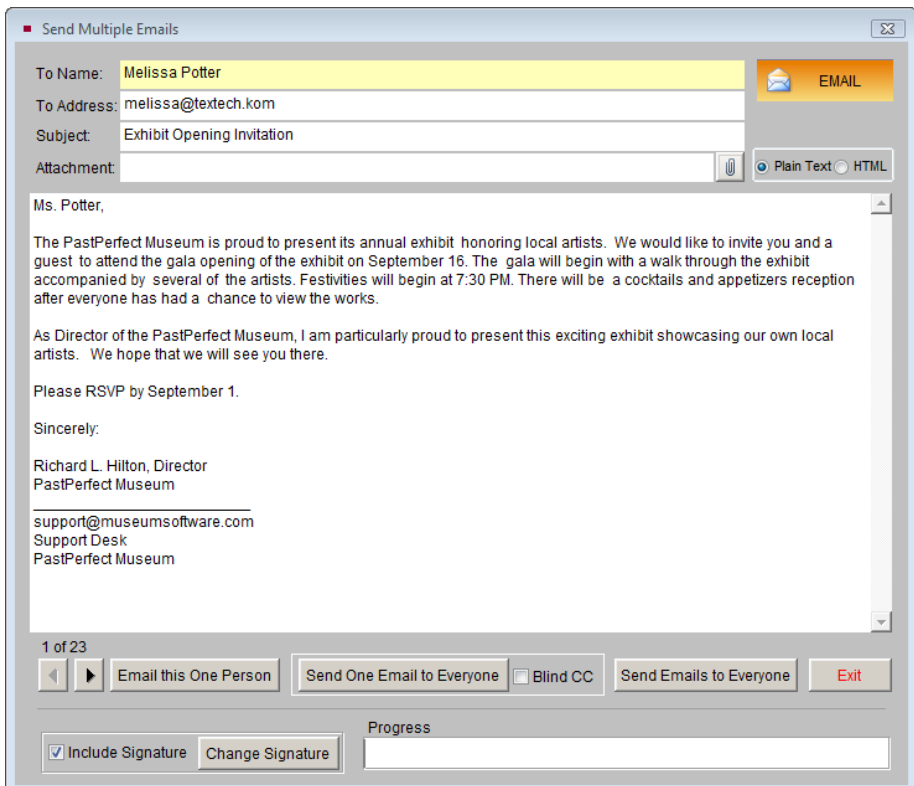 Send Multiple Emails
To Name: Melissa Potter
EMAIL
To Address: melissa@textech.kom
Subject: Exhibit Opening Invitation
Attachment: Plain Text HTML
Ms. Potter,
The PastPerfect Museum is proud to present its annual exhibit honoring local artists. We would like to invite you and a
guest to attend the gala opening of the exhibit on September 16. The gala will begin with a walk through the exhibit
accompanied by several of the artists. Festivities will begin at 7:30 PM. There will be a cocktails and appetizers reception
after everyone has had a chance to view the works.
As Director of the PastPerfect Museum, I am particularly proud to present this exciting exhibit showcasing our own local
artists. We hope that we will see you there.
Please RSVP by September 1.
Sincerely:
Richard L. Hilton, Director
PastPerfect Museum
support@museumsoftware.com
Support Desk
PastPerfect Museum
1 of 23
Email this One Person Send One Email to Everyone Blind CC Send Emails to Everyone Exit
Progress
Include Signature Change Signature